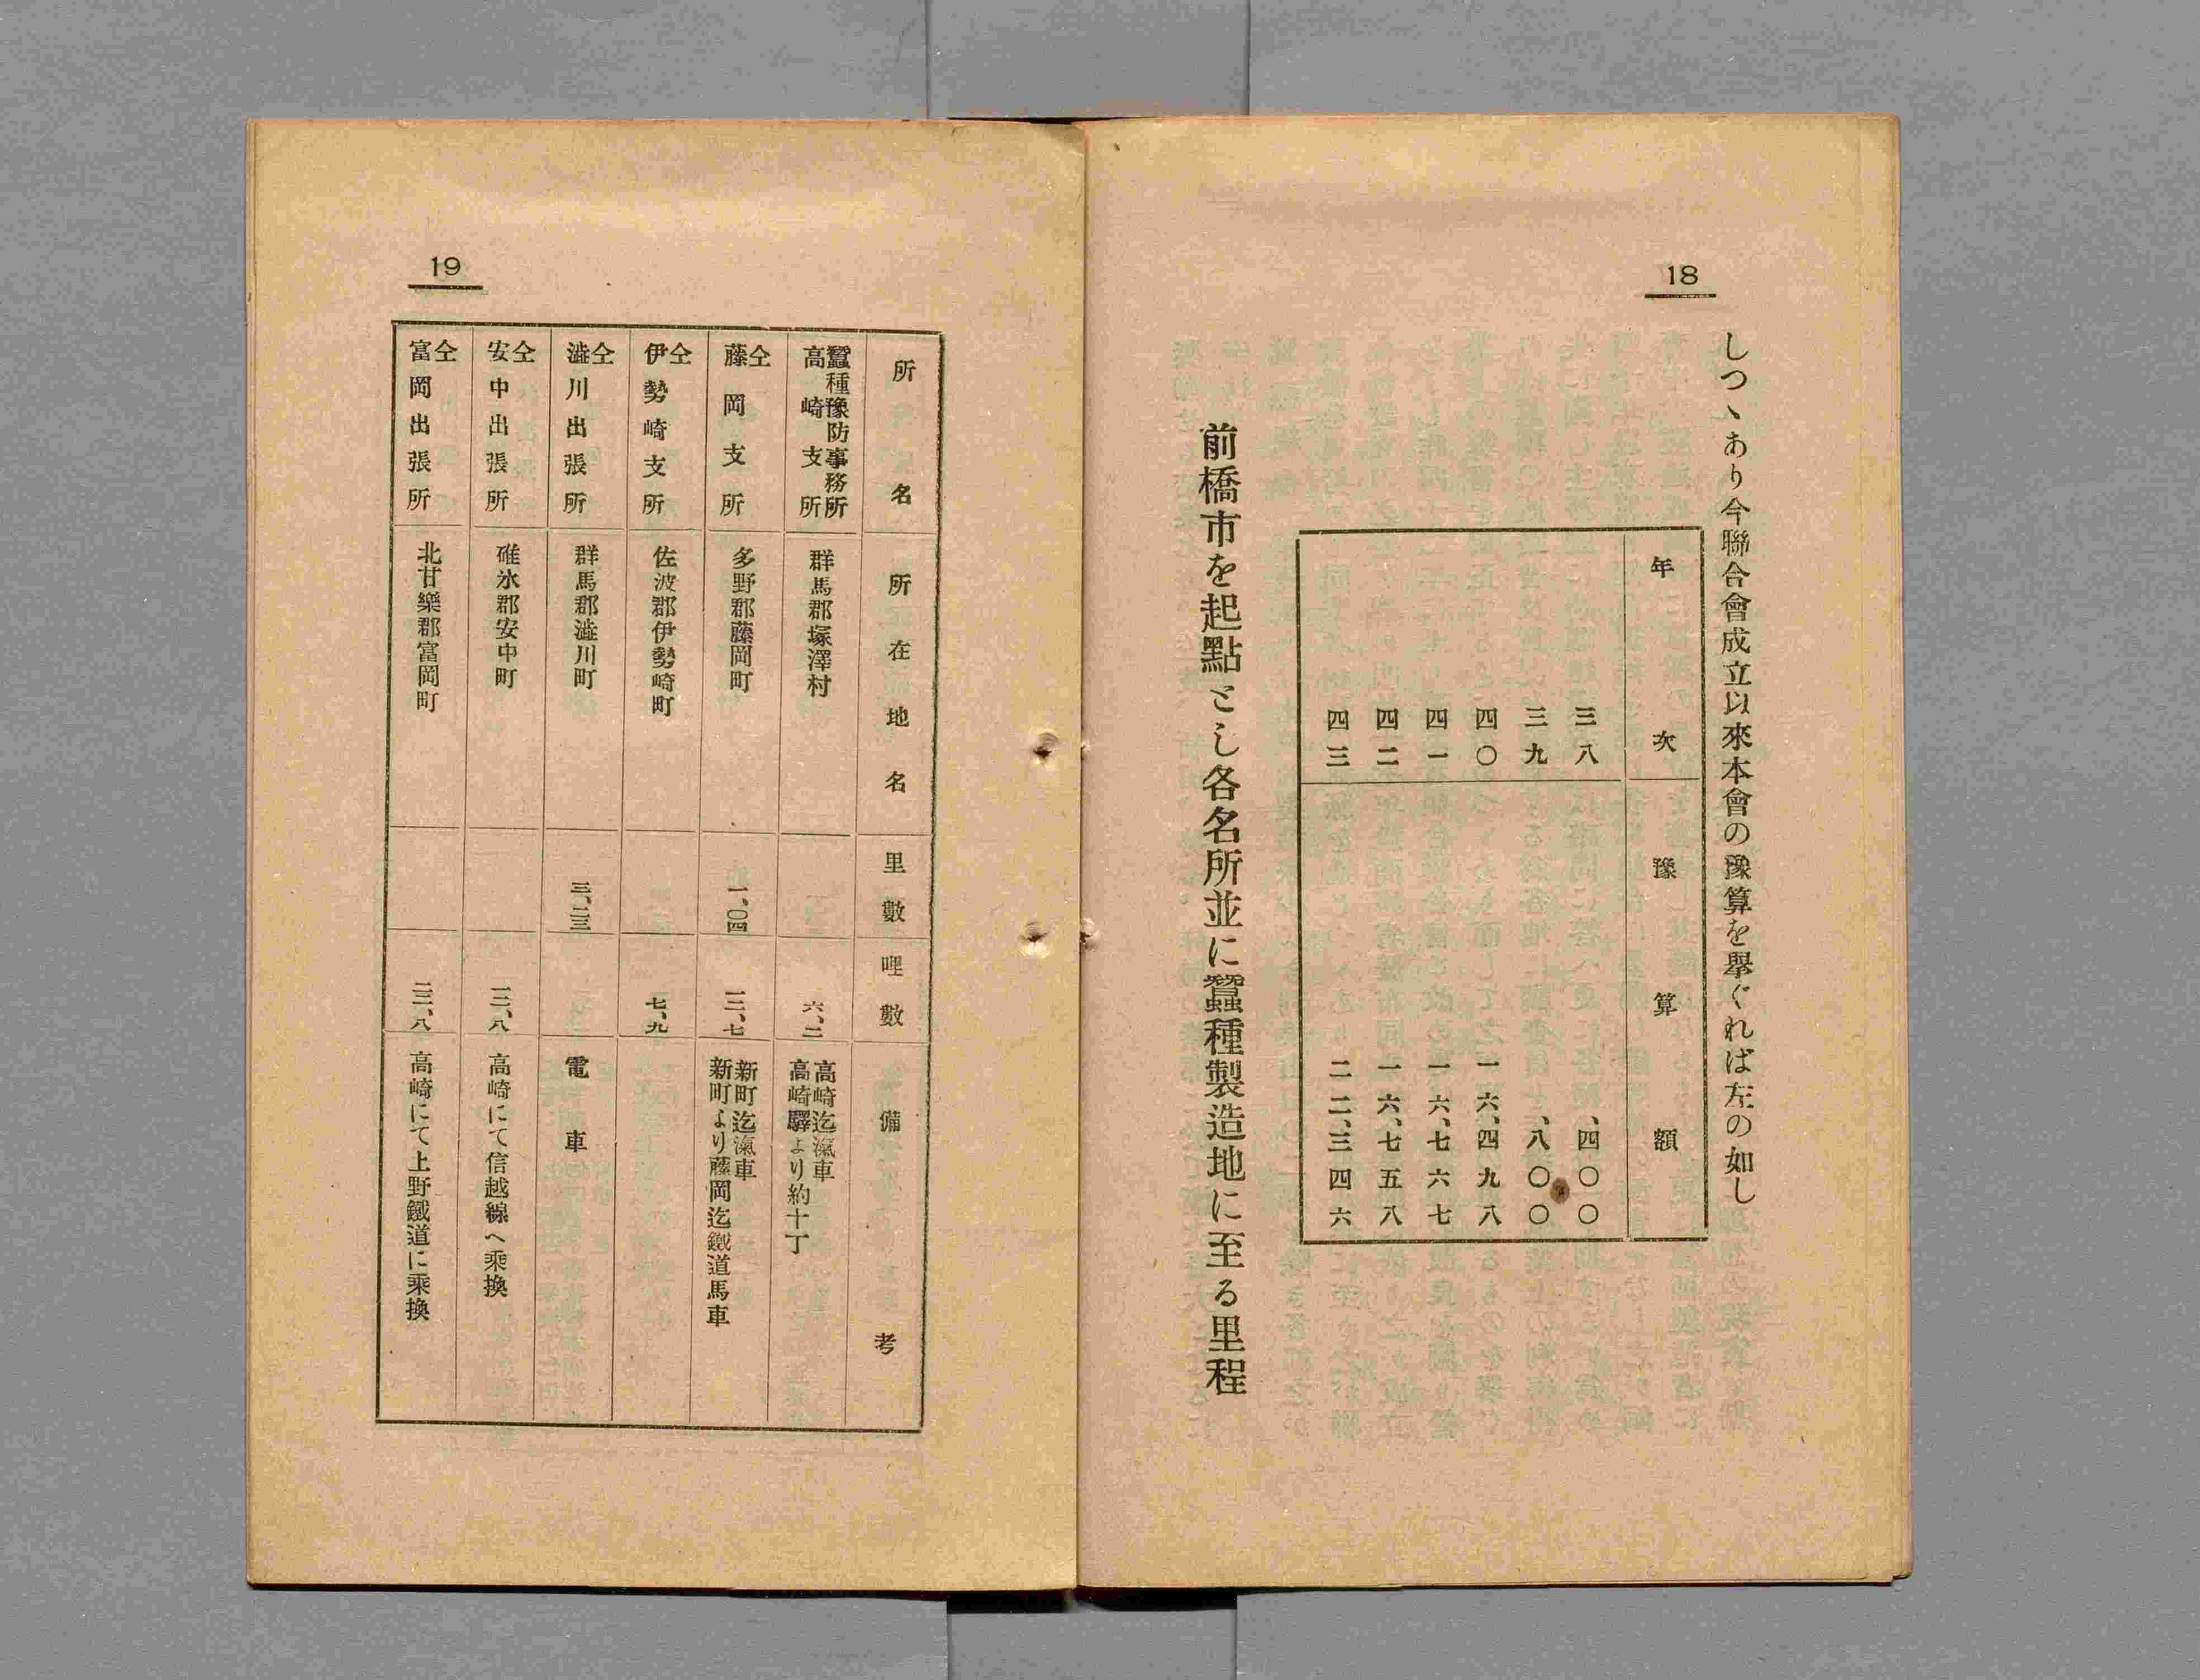 18
しつゝあり今聯合會成立以來本會の豫算を擧ぐれば左の如し
年次 豫算額
三八 、四〇〇
三九 、八〇〇
四〇 一六、四九八
四一 一六、七六七
四二 一六、七五八
四三 二二、三四六
前橋市を起點とし各名所並に蠶種製造地に至る里程
19
所名 所在地名 里數 哩數 備考
蠶種豫防事務所
高崎支所 群馬郡塚澤村 六、二 高崎迄滊車
高崎驛より約十丁
仝
藤岡支所 多野郡藤岡町 一、〇四 一三、七 新町迄滊車
新町より藤岡迄鐵道馬車
仝
伊勢崎支所 佐波郡伊勢崎町 七、九
仝
澁川出張所 群馬郡澁川町 三、二三 電車
仝
安中出張所 碓氷郡安中町 一三、八 高崎にて信越線へ乘換
仝
富岡出張所 北甘樂郡富岡町 二二、八 高崎にて上野鐵道に乘換